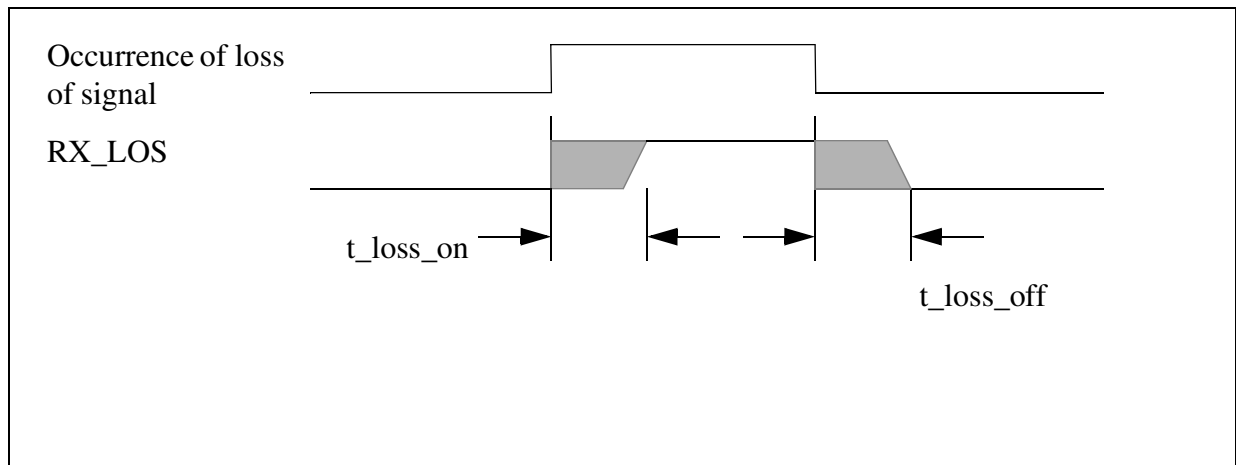 Occurrence of loss
of signal
RX_LOS
t_loss_on
t_loss_off